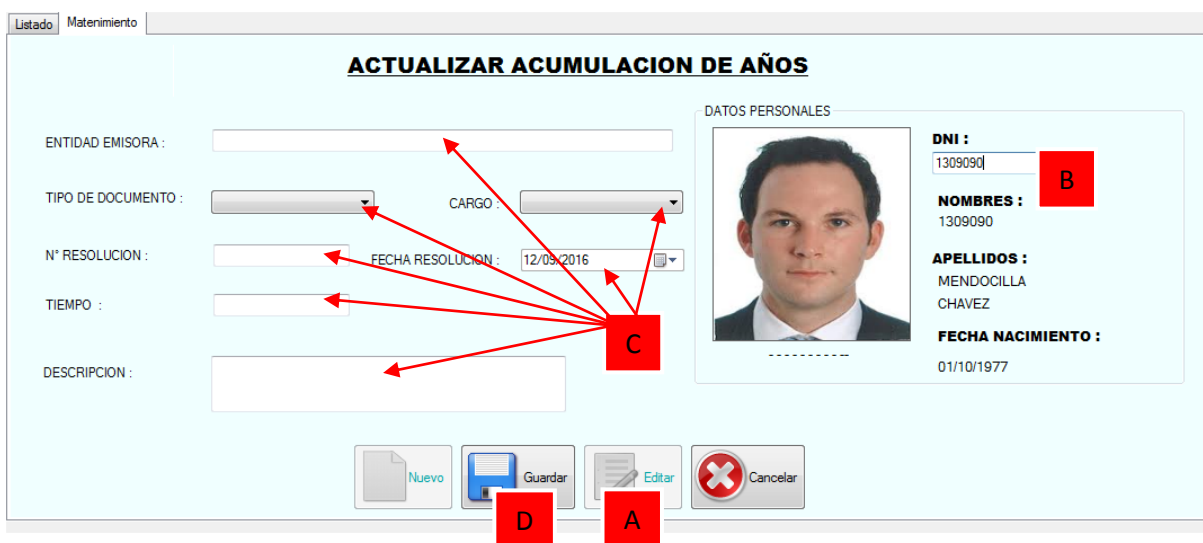 Listado Matenimiento
ACTUALIZAR ACUMULACION DE AÑOS
DATOS PERSONALES
ENTIDAD EMISORA :
DNI :
1309090
B
TIPO DE DOCUMENTO :
CARGO :
NOMBRES :
1309090
N° RESOLUCION :
FECHA RESOLUCION :
12/09/2016
APELLIDOS :
MENDOCILLA
CHAVEZ
TIEMPO :
C
FECHA NACIMIENTO :
01/10/1977
DESCRIPCION :
Nuevo
Guardar
Editar
Cancelar
D
A